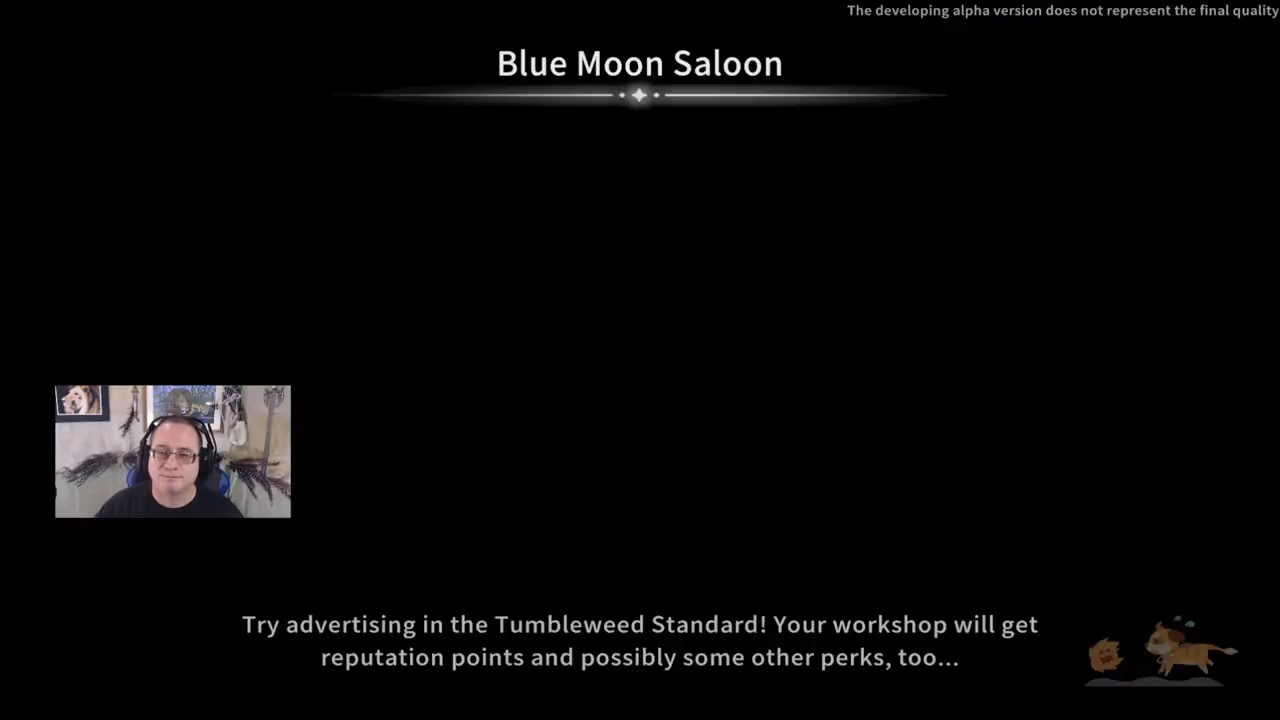 The developing alpha version does not represent the final quality
Blue Moon Saloon
Try advertising in the Tumbleweed Standard! Your workshop will get
reputation points and possibly some other perks, too...